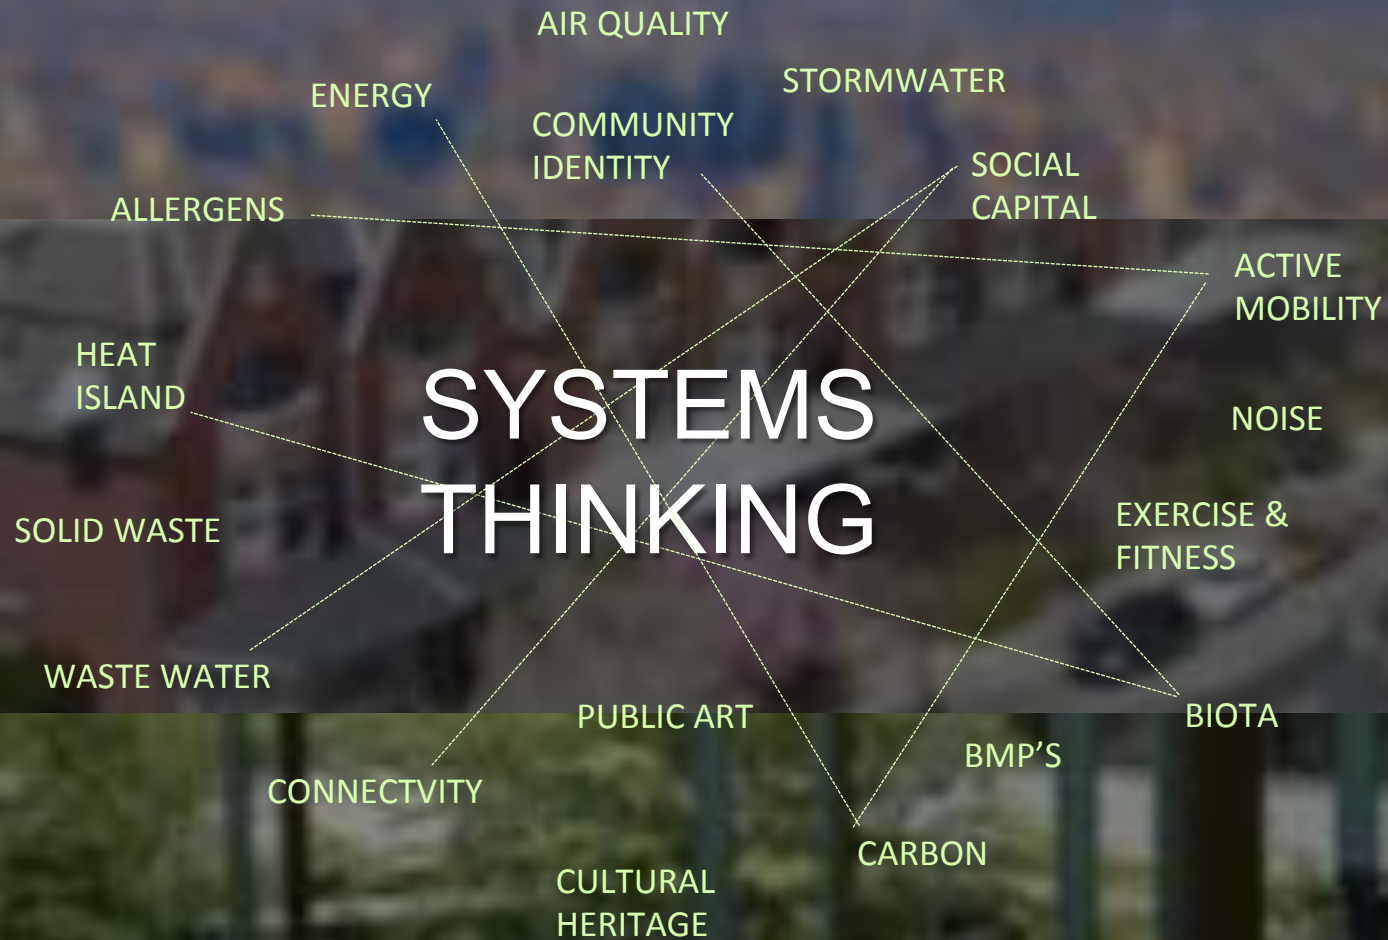 AIR QUALITY
STORMWATER
ENERGY
COMMUNITY
IDENTITY
SOCIAL
CAPITAL
ALLERGENS
ACTIVE
MOBILITY
HEAT
ISLAND
SYSTEMS
THINKING
NOISE
SOLID WASTE
EXERCISE &
FITNESS
WASTE WATER
PUBLIC ART
BIOTA
BMP’S
CONNECTVITY
CARBON
CULTURAL
HERITAGE